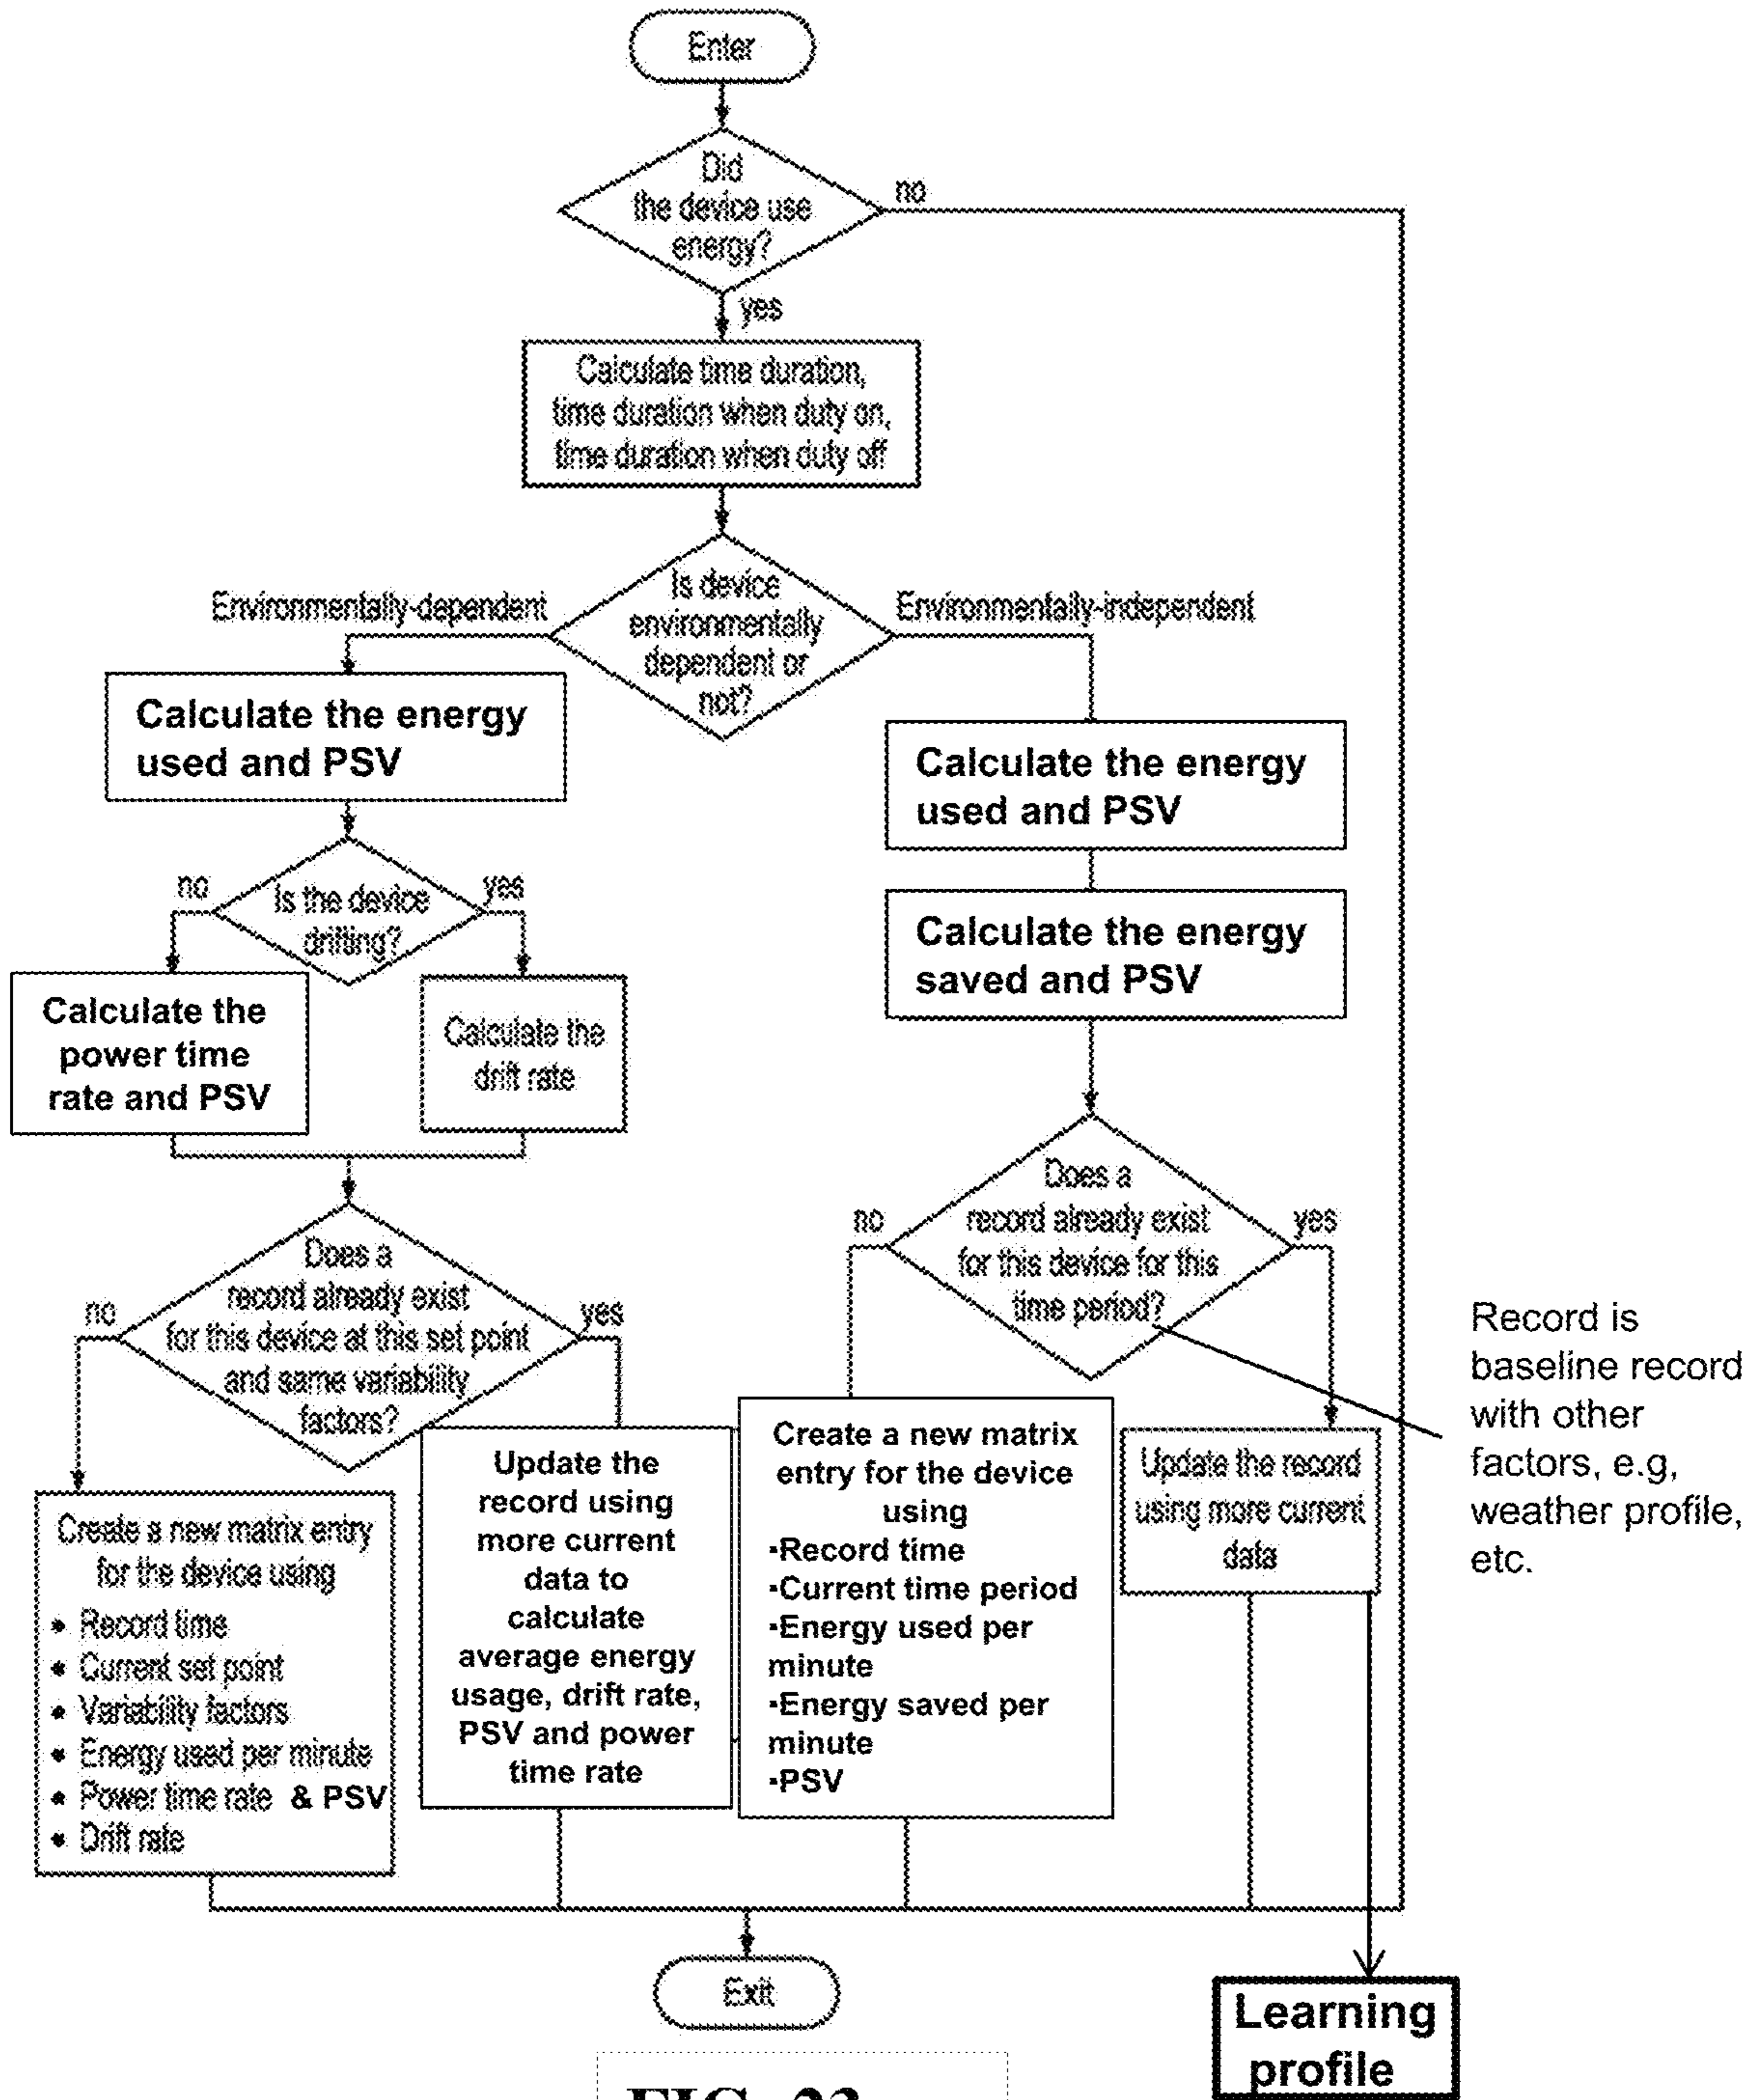 Enter
Did
the device use
energy?
no
yes
Calculate time duration,
time duration when duty on,
time duration when duty off
Environmentally-dependent
Is device
environmentally
dependent or
not?
Environmentally-independent
Calculate the energy
used and PSV
Calculate the energy
used and PSV
no
Is the device
drifting?
yes
Calculate the energy
saved and PSV
Calculate the
power time
rate and PSV
Calculate the
drift rate
no
Does a
record already exist
for this device for this
time period?
yes
no
Does a
record already exist
for this device at this set point
and same variability
factors?
yes
Record is
baseline record
with other
factors, e.g,
weather profile,
etc.
Create a new matrix entry
for the device using
• Record time
• Current set point
• Variability factors
• Energy used per minute
• Power time rate & PSV
• Drift rate
Update the
record using
more current
data to
calculate
average energy
usage, drift rate,
PSV and power
time rate
Create a new matrix
entry for the device
using
▪Record time
▪Current time period
▪Energy used per
minute
▪Energy saved per
minute
▪PSV
Update the record
using more current
data
Exit
Learning
profile
FIG. 23